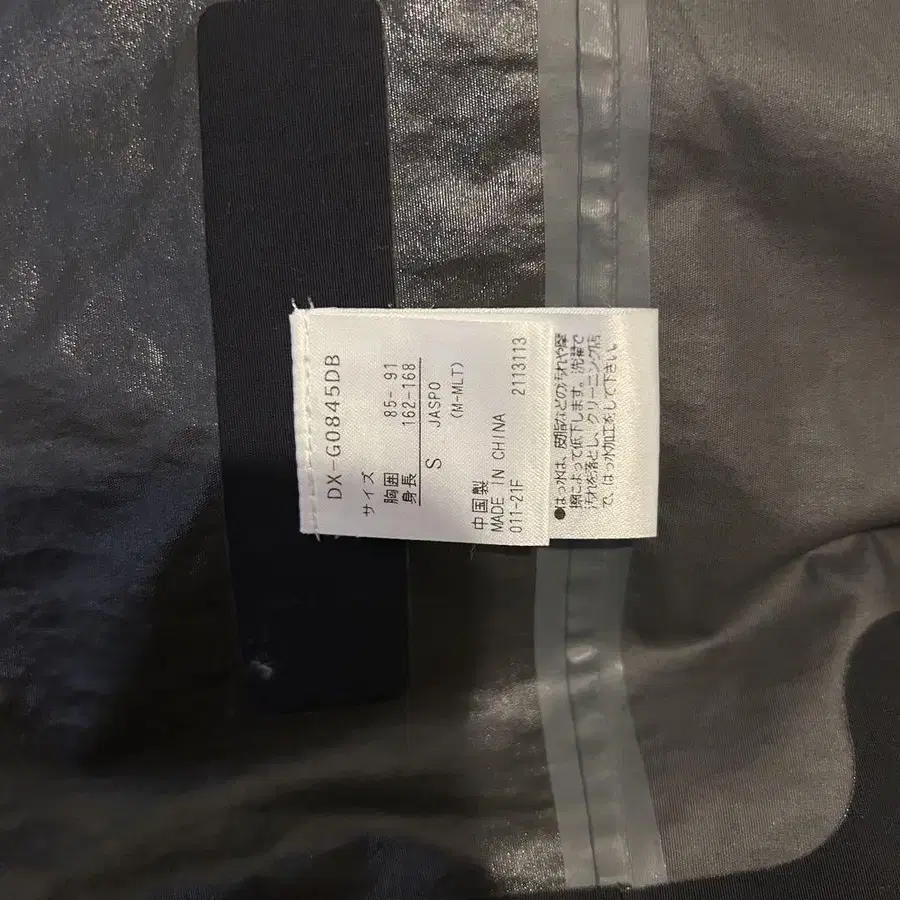 DX-G0845DB
サイズ
胸囲 85- 91
身長 162-168
S JASPO
(M-MLT)
中国製
MADE IN CHINA 2113113
011-21F
●はっ水は、皮脂などの汚れや摩
擦によって低下します。洗濯で
汚れを落とし、クリーニング店
で、はっ水加工をして下さい。